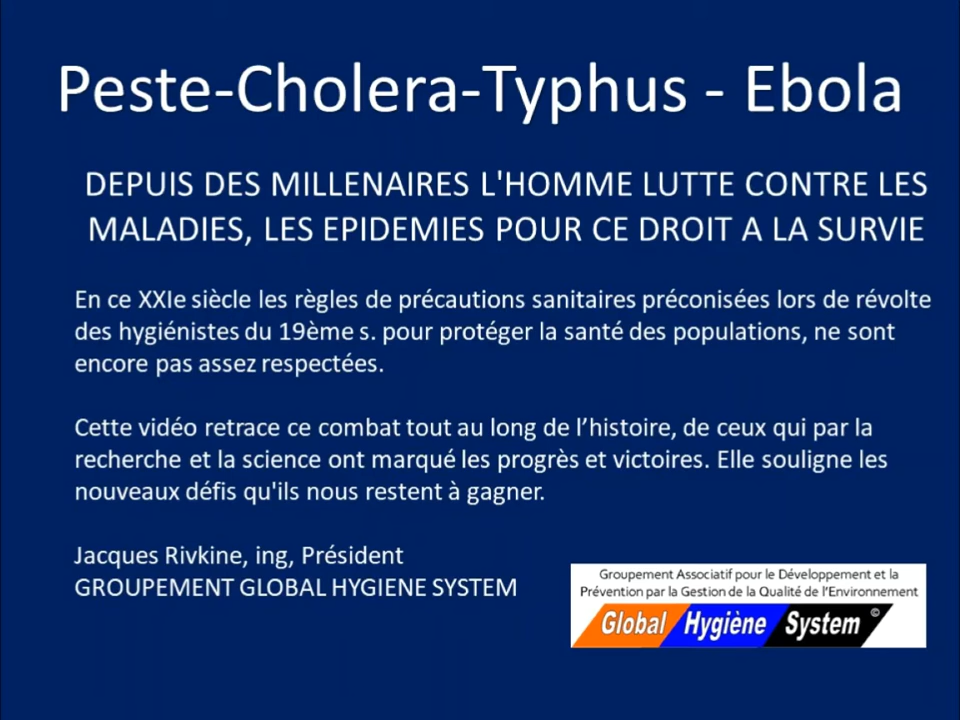 Peste-Cholera-Typhus - Ebola
DEPUIS DES MILLENAIRES L'HOMME LUTTE CONTRE LES
MALADIES, LES EPIDEMIES POUR CE DROIT A LA SURVIE
En ce XXIe siècle les règles de précautions sanitaires préconisées lors de révolte
des hygiénistes du 19ème s. pour protéger la santé des populations, ne sont
encore pas assez respectées.
Cette vidéo retrace ce combat tout au long de l’histoire, de ceux qui par la
recherche et la science ont marqué les progrès et victoires. Elle souligne les
nouveaux défis qu'ils nous restent à gagner.
Jacques Rivkine, ing, Président
GROUPEMENT GLOBAL HYGIENE SYSTEM
Groupement Associatif pour le Développement et la
Prévention par la Gestion de la Qualité de l’Environnement
Global Hygiène System ©